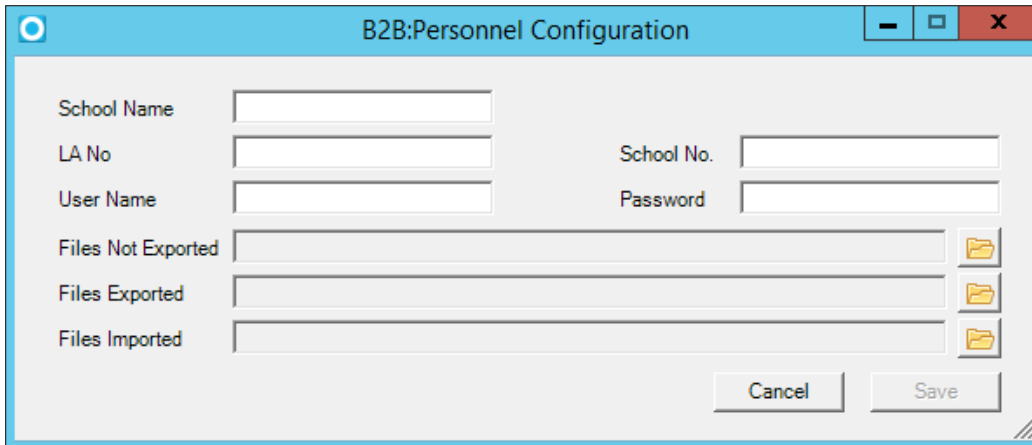 B2B:Personnel Configuration
School Name
LA No School No.
User Name Password
Files Not Exported
Files Exported
Files Imported
Cancel Save